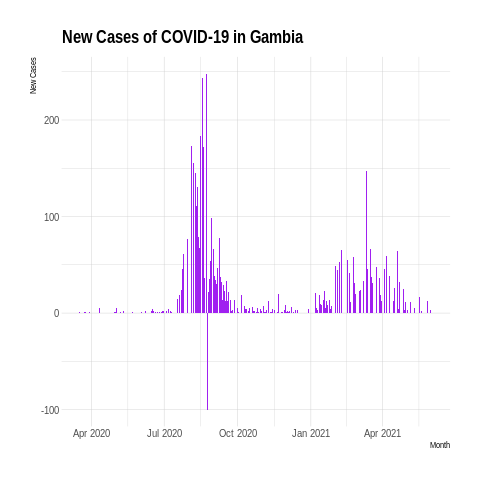 New Cases of COVID-19 in Gambia
New Cases
200
100
0
-100
Apr 2020
Jul 2020
Oct 2020
Jan 2021
Apr 2021
Month